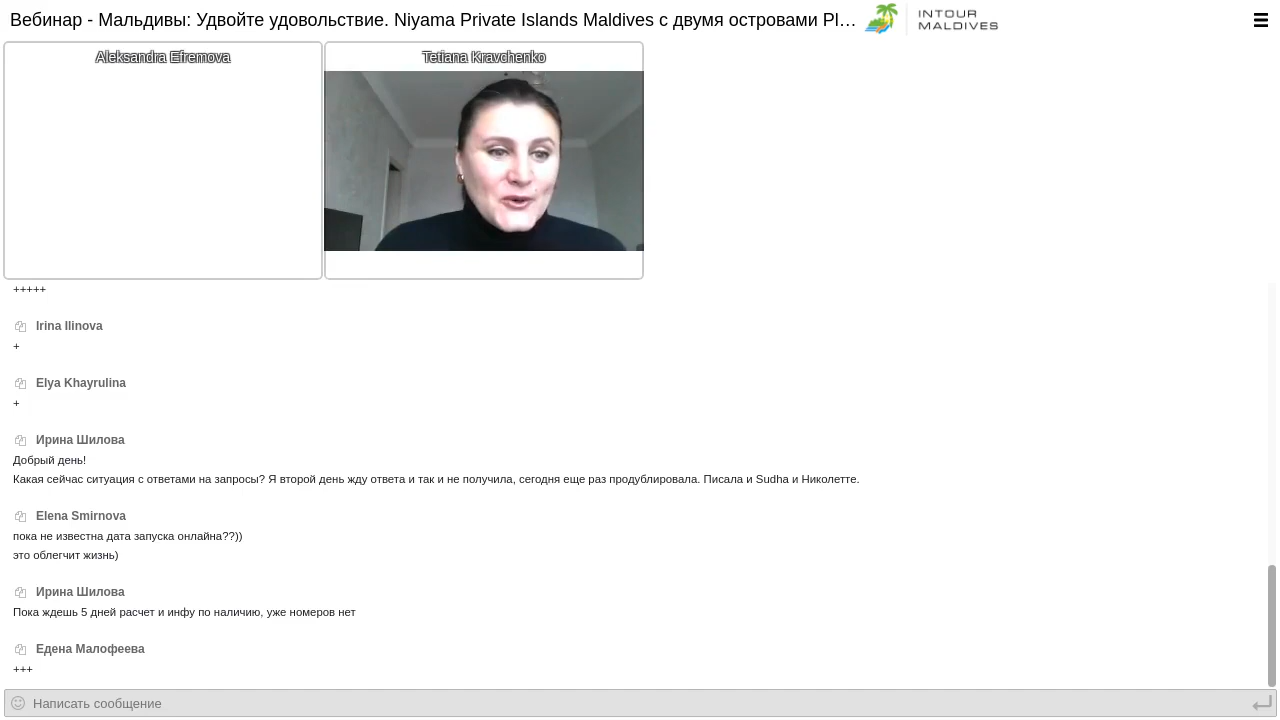 Вебинар - Мальдивы: Удвойте удовольствие. Niyama Private Islands Maldives с двумя островами Pl…
INTOUR
MALDIVES
Aleksandra Efremova
Tetiana Kravchenko
+++++
Irina Ilinova
+
Elya Khayrulina
+
Ирина Шилова
Добрый день!
Какая сейчас ситуация с ответами на запросы? Я второй день жду ответа и так и не получила, сегодня еще раз продублировала. Писала и Sudha и Николетте.
Elena Smirnova
пока не известна дата запуска онлайна??))
это облегчит жизнь)
Ирина Шилова
Пока ждешь 5 дней расчет и инфу по наличию, уже номеров нет
Едена Малофеева
+++
Написать сообщение